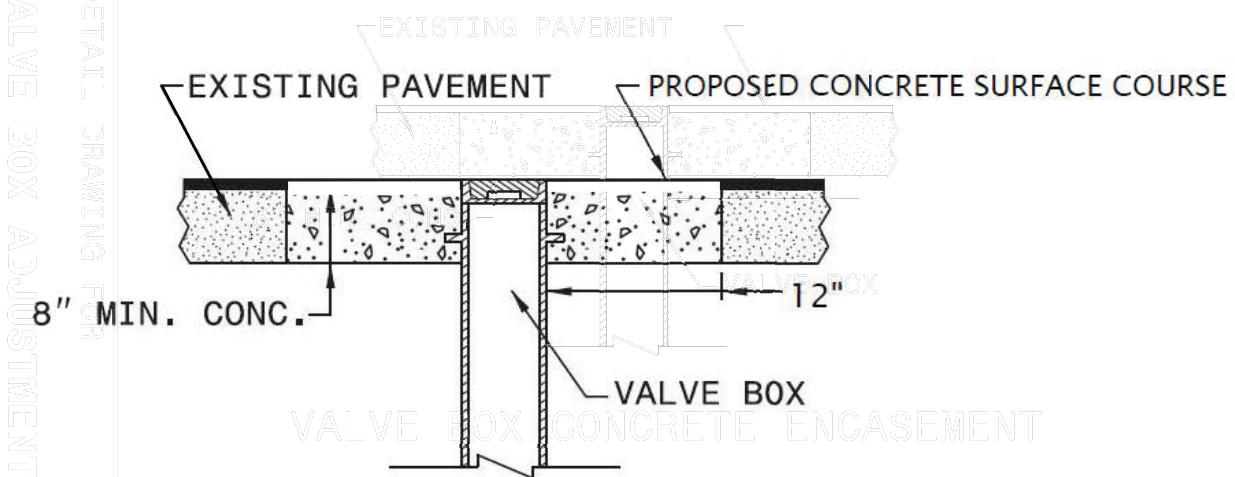 EXISTING PAVEMENT
EXISTING PAVEMENT
PROPOSED CONCRETE SURFACE COURSE
8" MIN. CONC.
VALVE BOX
12"
VALVE BOX
VALVE BOX CONCRETE ENCASEMENT
DETAIL DRAWING FOR
VALVE BOX ADJUSTMENT